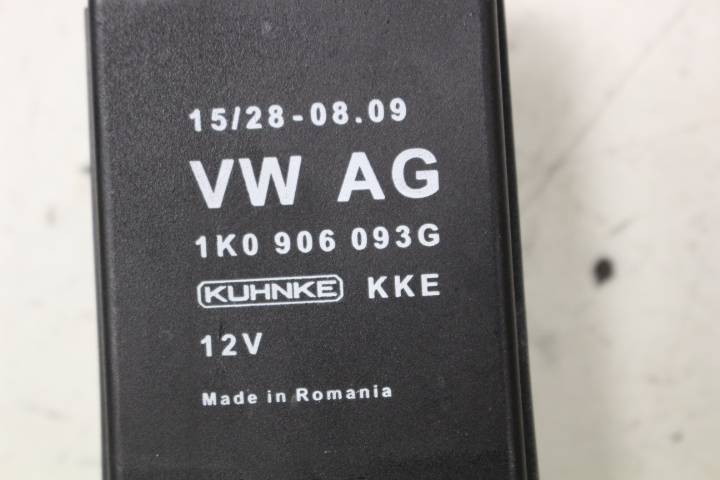 15/28-08.09
VW AG
1K0 906 093G
KUHNKE KKE
12V
Made in Romania